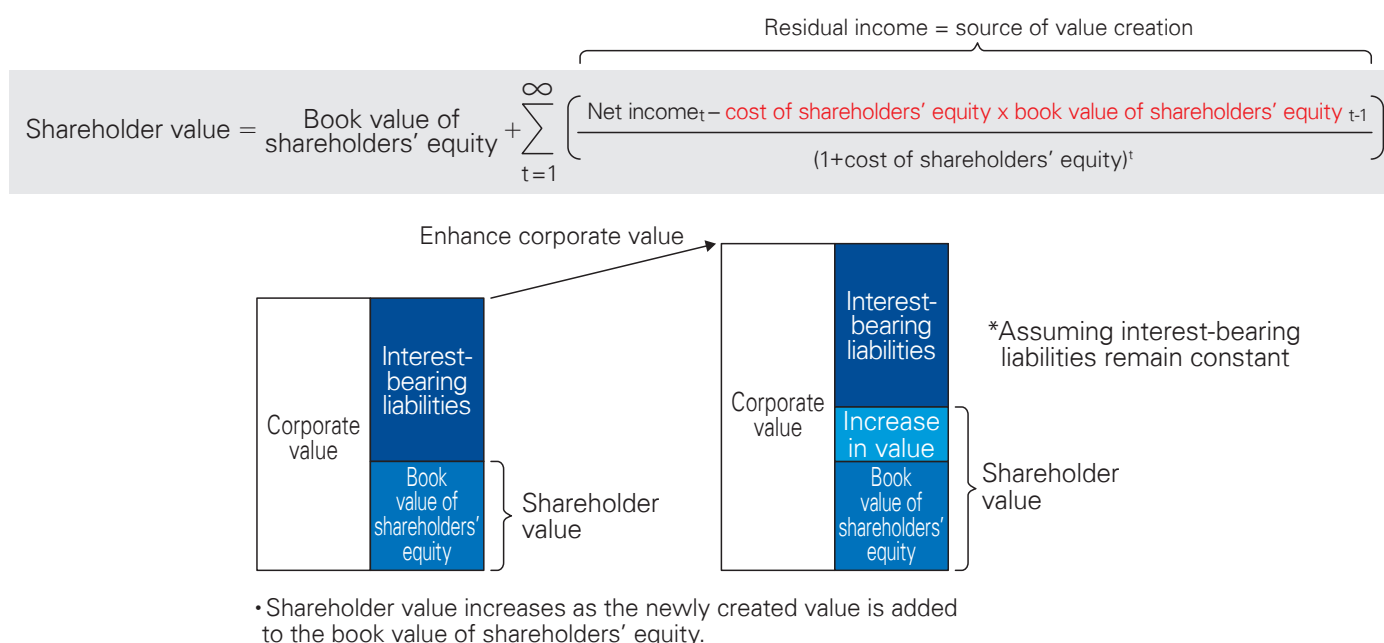 Residual income = source of value creation
Shareholder value = Book value of shareholders’ equity + ∞ ∑ t=1 ( Net incomeₜ – cost of shareholders’ equity x book value of shareholders’ equity t-1
(1+cost of shareholders’ equity)ᵗ )
Enhance corporate value
Corporate
value
Interest-
bearing
liabilities
Book
value of
shareholders’
equity
Shareholder
value
Corporate
value
Interest-
bearing
liabilities
Increase
in value
Book
value of
shareholders’
equity
Shareholder
value
*Assuming interest-bearing
liabilities remain constant
• Shareholder value increases as the newly created value is added
to the book value of shareholders’ equity.